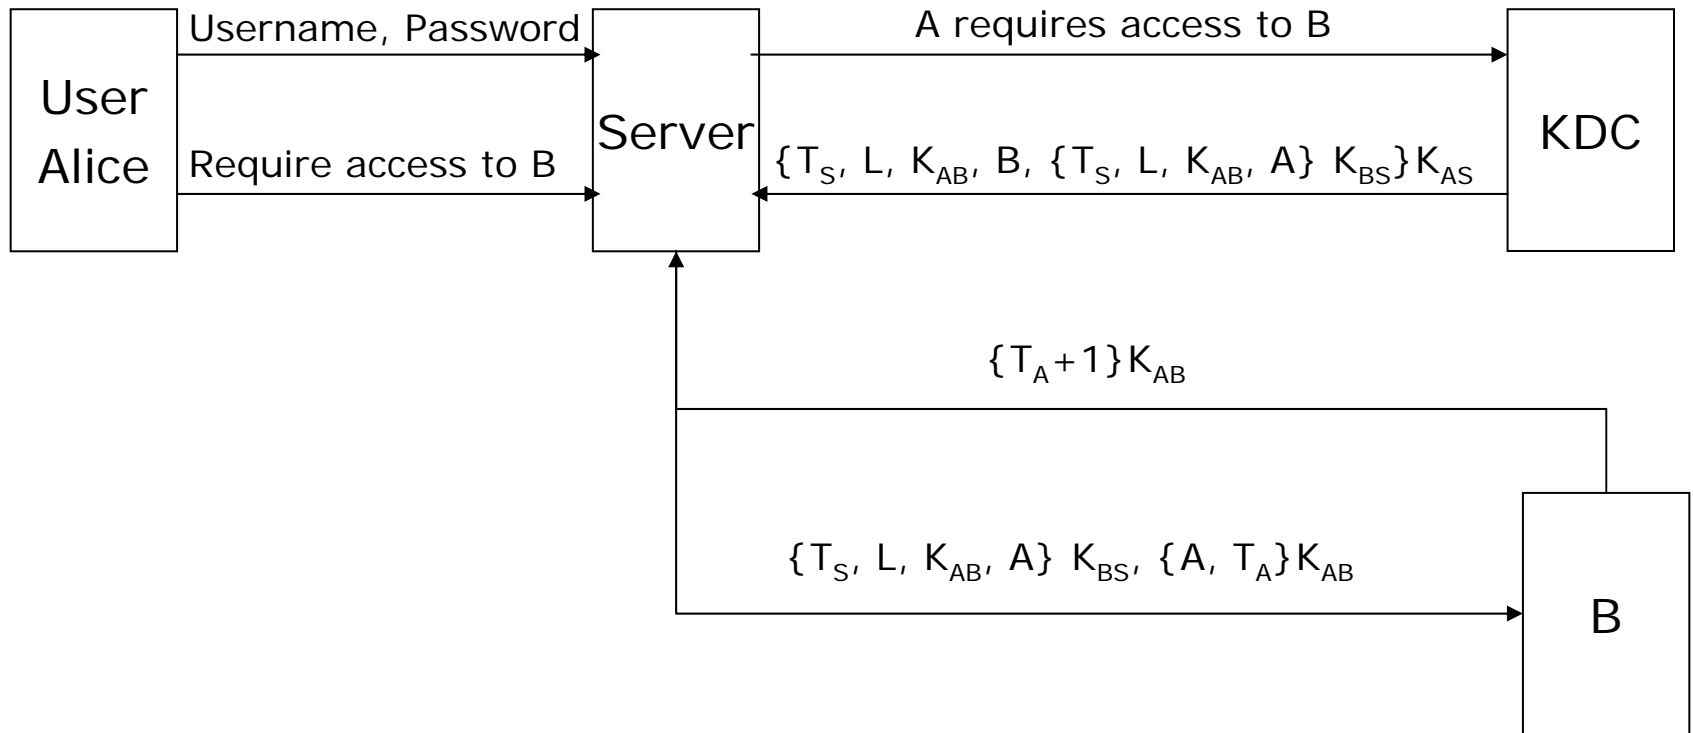 Username, Password
A requires access to B
User
Alice
Server
KDC
Require access to B
{T_S, L, K_AB, B, {T_S, L, K_AB, A} K_BS}K_AS
{T_A+1}K_AB
{T_S, L, K_AB, A} K_BS, {A, T_A}K_AB
B